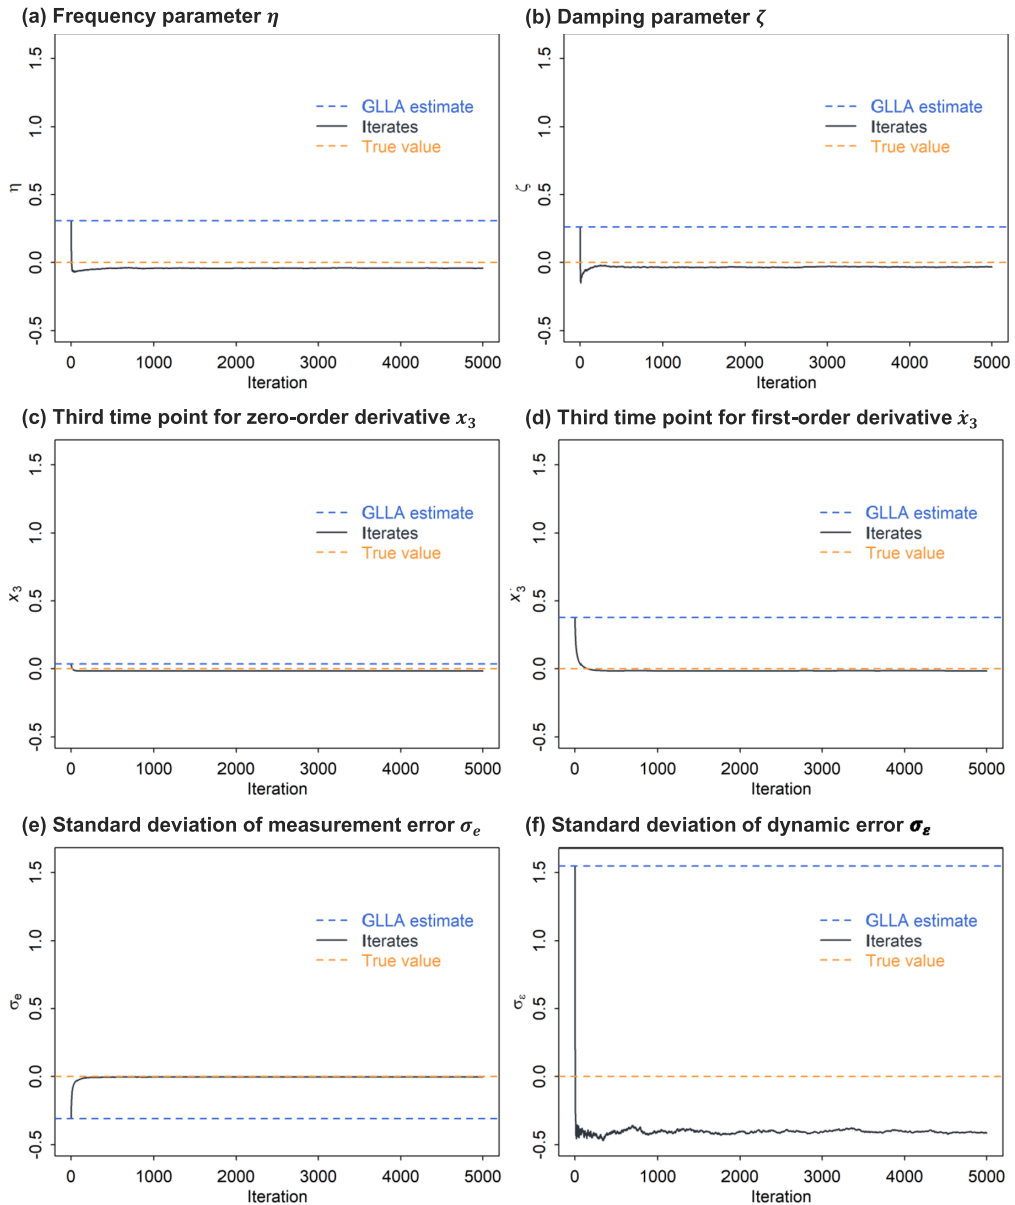 (a) Frequency parameter η
(b) Damping parameter ζ
1.5
1.0
0.5
0.0
-0.5
η
GLLA estimate
Iterates
True value
0 1000 2000 3000 4000 5000
Iteration
1.5
1.0
0.5
0.0
-0.5
ζ
GLLA estimate
Iterates
True value
0 1000 2000 3000 4000 5000
Iteration
(c) Third time point for zero-order derivative x₃
(d) Third time point for first-order derivative ẋ₃
1.5
1.0
0.5
0.0
-0.5
x₃
GLLA estimate
Iterates
True value
0 1000 2000 3000 4000 5000
Iteration
1.5
1.0
0.5
0.0
-0.5
ẋ₃
GLLA estimate
Iterates
True value
0 1000 2000 3000 4000 5000
Iteration
(e) Standard deviation of measurement error σₑ
(f) Standard deviation of dynamic error σ_ε
1.5
1.0
0.5
0.0
-0.5
σₑ
GLLA estimate
Iterates
True value
0 1000 2000 3000 4000 5000
Iteration
1.5
1.0
0.5
0.0
-0.5
σ_ε
GLLA estimate
Iterates
True value
0 1000 2000 3000 4000 5000
Iteration